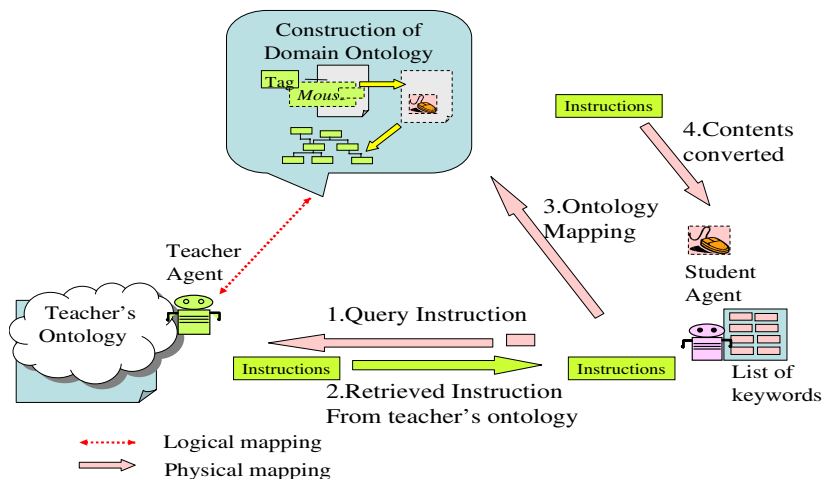 Construction of
Domain Ontology
Tag
Mous
Instructions
4.Contents
converted
3.Ontology
Mapping
Teacher
Agent
Student
Agent
Teacher's
Ontology
1.Query Instruction
Instructions
Instructions
2.Retrieved Instruction
From teacher's ontology
List of
keywords
Logical mapping
Physical mapping